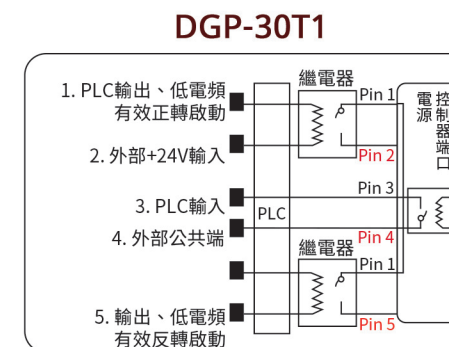 DGP-30T1
1. PLC輸出、低電頻
有效正轉啟動
2. 外部+24V輸入
3. PLC輸入
4. 外部公共端
5. 輸出、低電頻
有效反轉啟動
PLC
繼電器
Pin 1
Pin 2
Pin 3
Pin 4
繼電器
Pin 1
Pin 5
控制器端口
電源